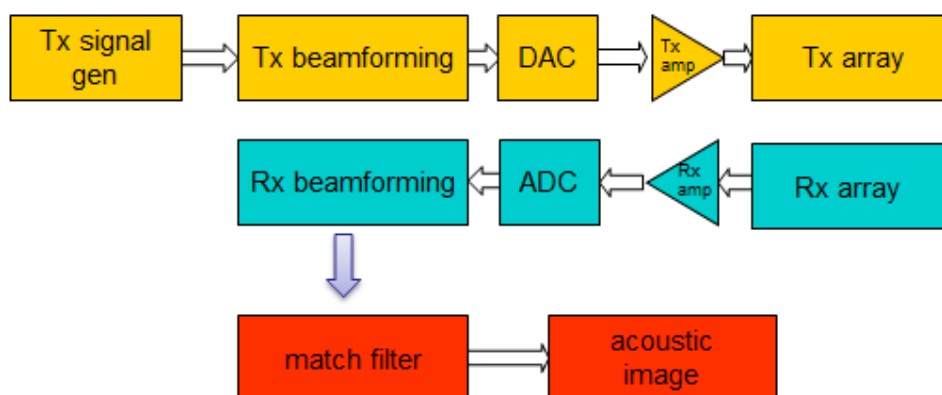 Tx signal
gen
Tx beamforming
DAC
Tx
amp
Tx array
Rx beamforming
ADC
Rx
amp
Rx array
match filter
acoustic
image